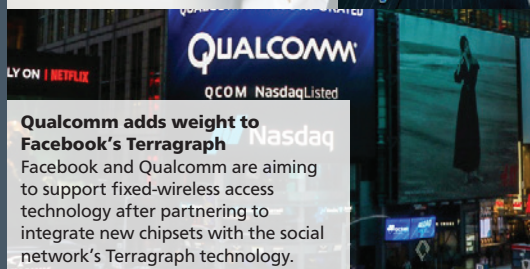 LY ON | NETFLIX
QUALCOMM
QCOM NasdaqListed
Nasdaq
Qualcomm adds weight to
Facebook's Terragraph
Facebook and Qualcomm are aiming
to support fixed-wireless access
technology after partnering to
integrate new chipsets with the social
network's Terragraph technology.